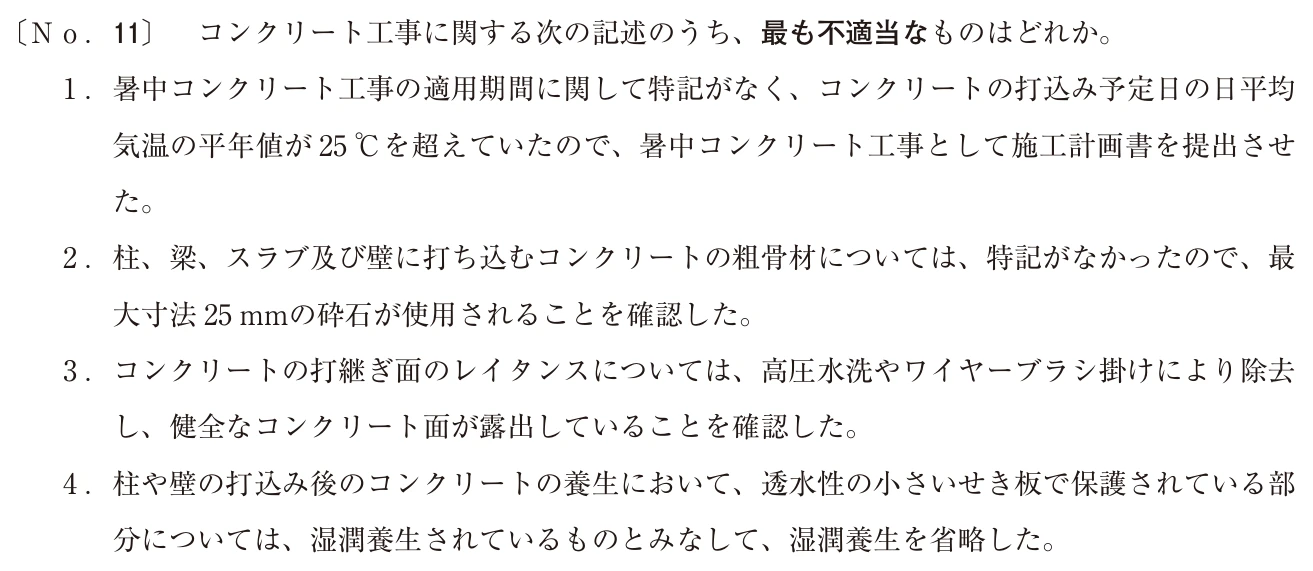 〔Ｎｏ．11〕　コンクリート工事に関する次の記述のうち、最も不適当なものはどれか。
１．暑中コンクリート工事の適用期間に関して特記がなく、コンクリートの打込み予定日の日平均
気温の平年値が 25 ℃を超えていたので、暑中コンクリート工事として施工計画書を提出させ
た。
２．柱、梁、スラブ及び壁に打ち込むコンクリートの粗骨材については、特記がなかったので、最
大寸法 25 mmの砕石が使用されることを確認した。
３．コンクリートの打継ぎ面のレイタンスについては、高圧水洗やワイヤーブラシ掛けにより除去
し、健全なコンクリート面が露出していることを確認した。
４．柱や壁の打込み後のコンクリートの養生において、透水性の小さいせき板で保護されている部
分については、湿潤養生されているものとみなして、湿潤養生を省略した。